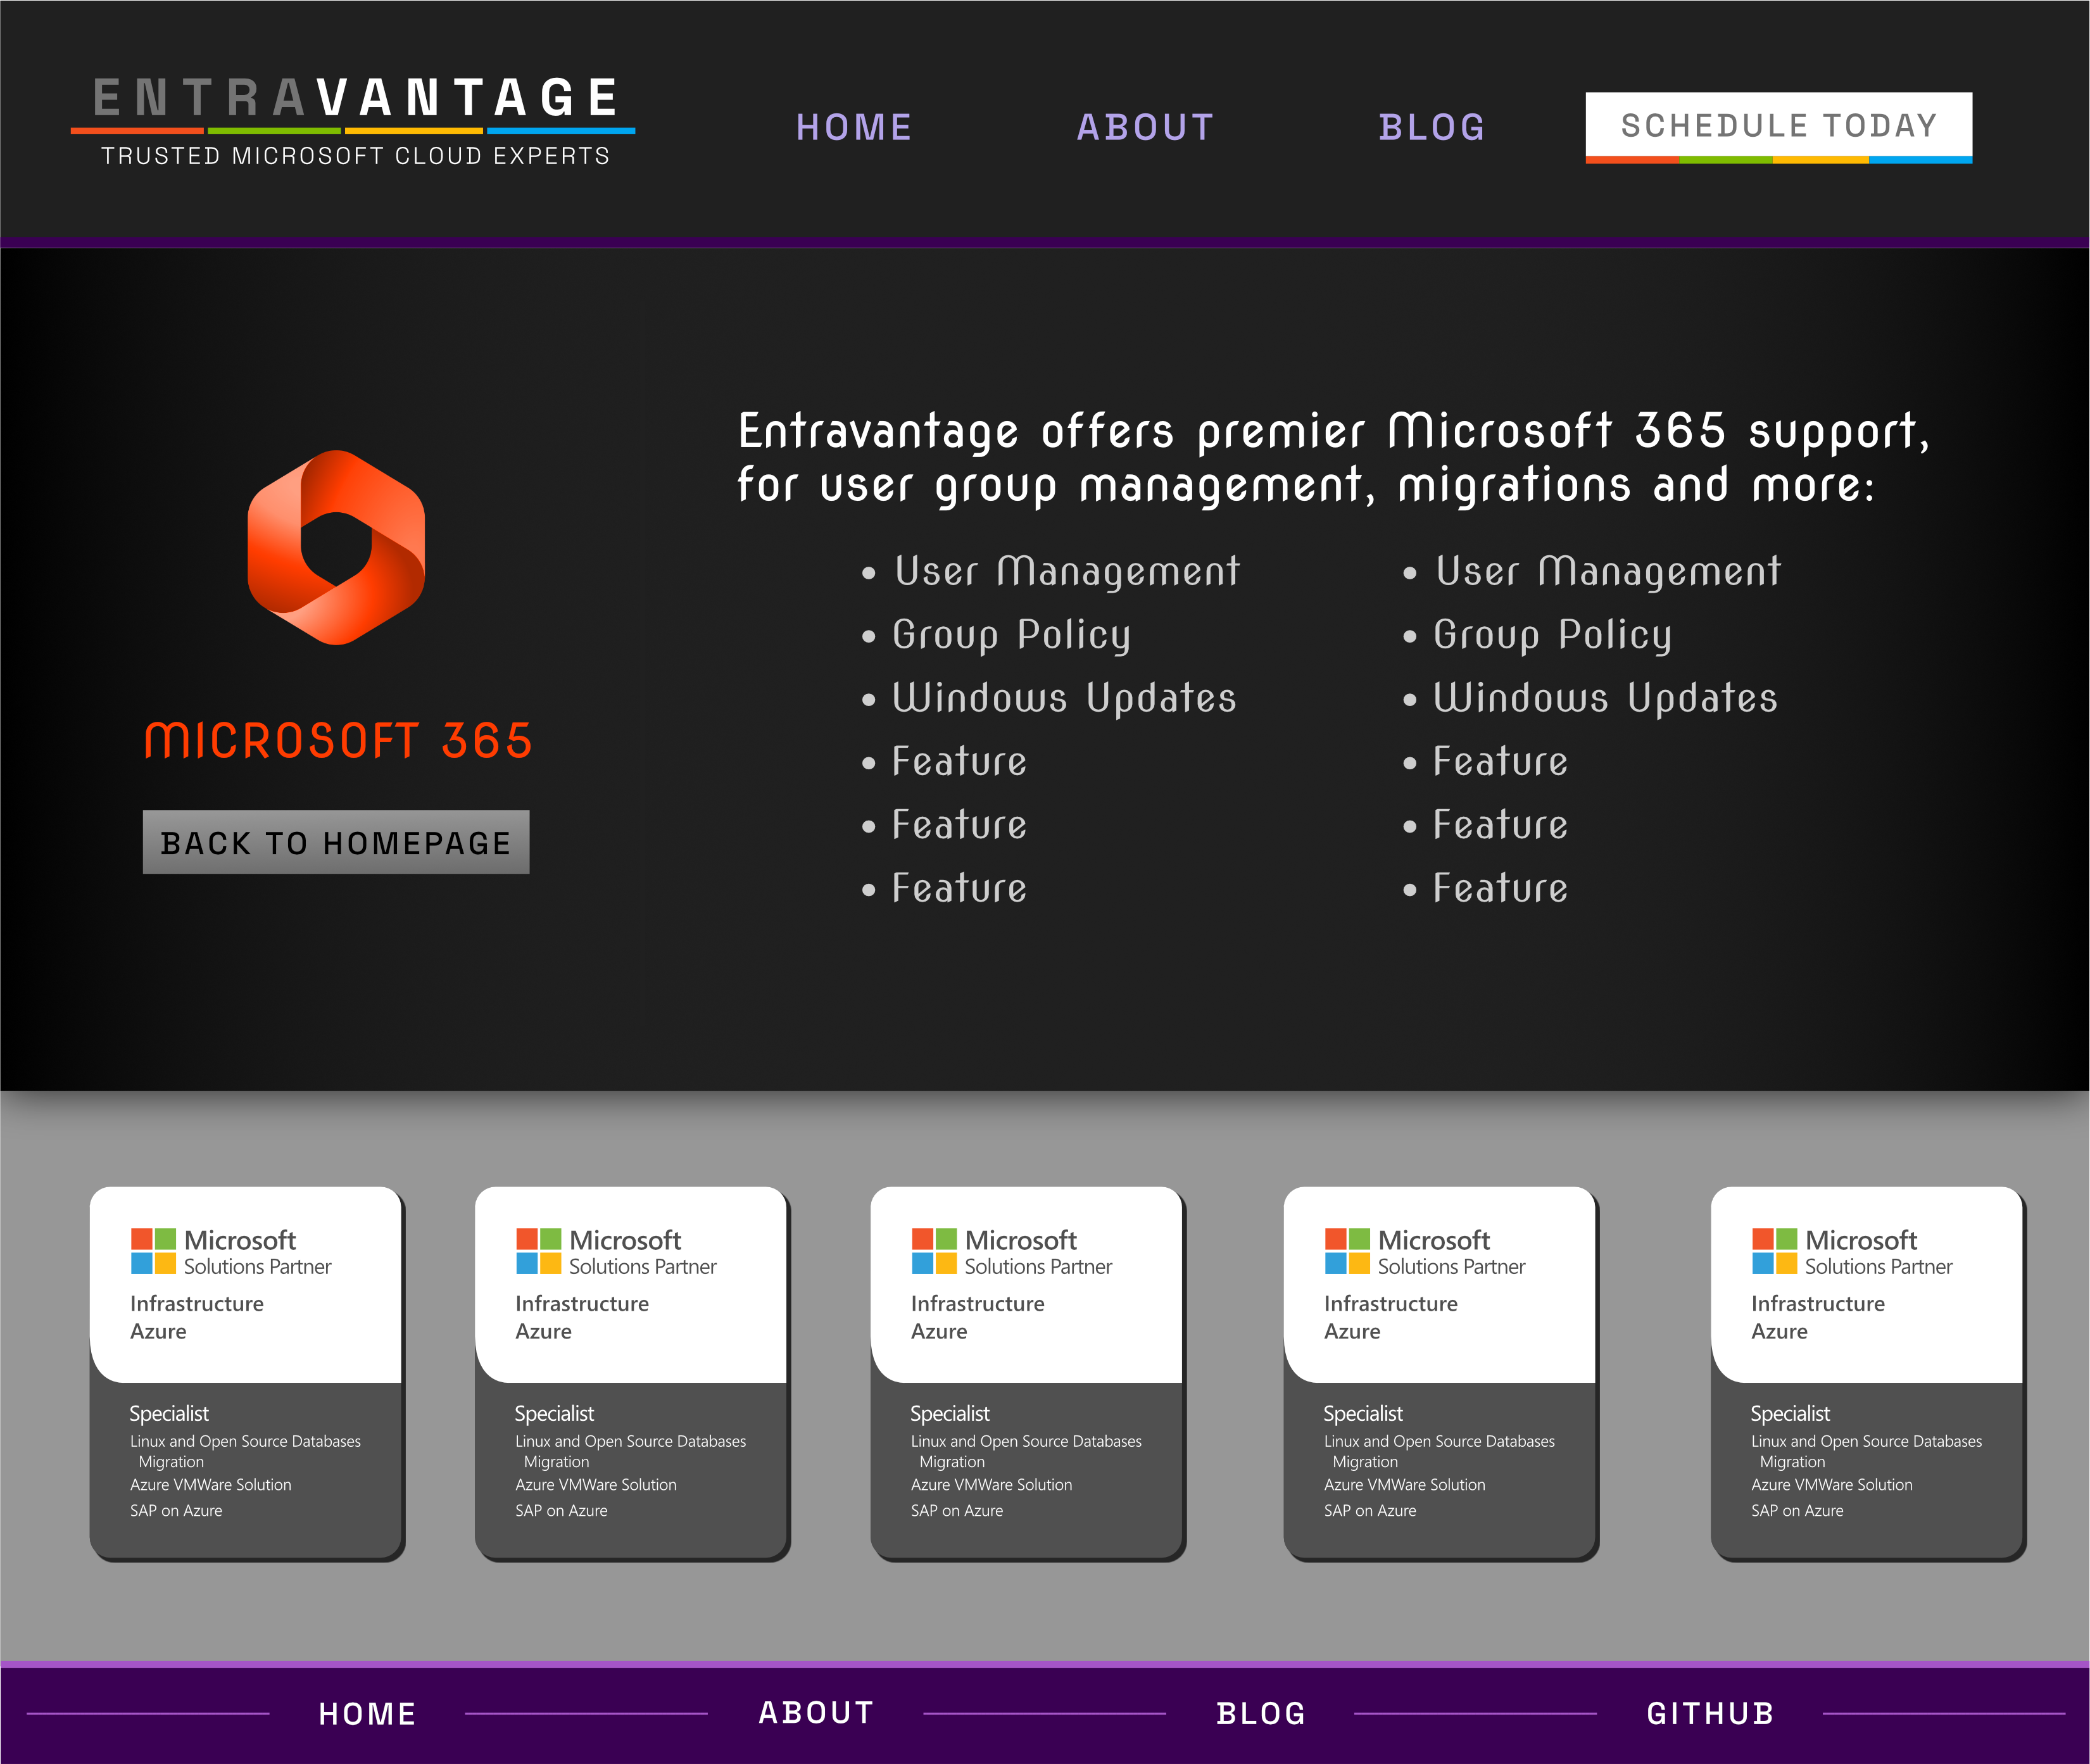 ENTRAVANTAGE
TRUSTED MICROSOFT CLOUD EXPERTS
HOME
ABOUT
BLOG
SCHEDULE TODAY
MICROSOFT 365
BACK TO HOMEPAGE
Entravantage offers premier Microsoft 365 support,
for user group management, migrations and more:
• User Management
• Group Policy
• Windows Updates
• Feature
• Feature
• Feature
• User Management
• Group Policy
• Windows Updates
• Feature
• Feature
• Feature
Microsoft
Solutions Partner
Infrastructure
Azure
Specialist
Linux and Open Source Databases
Migration
Azure VMWare Solution
SAP on Azure
Microsoft
Solutions Partner
Infrastructure
Azure
Specialist
Linux and Open Source Databases
Migration
Azure VMWare Solution
SAP on Azure
Microsoft
Solutions Partner
Infrastructure
Azure
Specialist
Linux and Open Source Databases
Migration
Azure VMWare Solution
SAP on Azure
Microsoft
Solutions Partner
Infrastructure
Azure
Specialist
Linux and Open Source Databases
Migration
Azure VMWare Solution
SAP on Azure
Microsoft
Solutions Partner
Infrastructure
Azure
Specialist
Linux and Open Source Databases
Migration
Azure VMWare Solution
SAP on Azure
HOME
ABOUT
BLOG
GITHUB